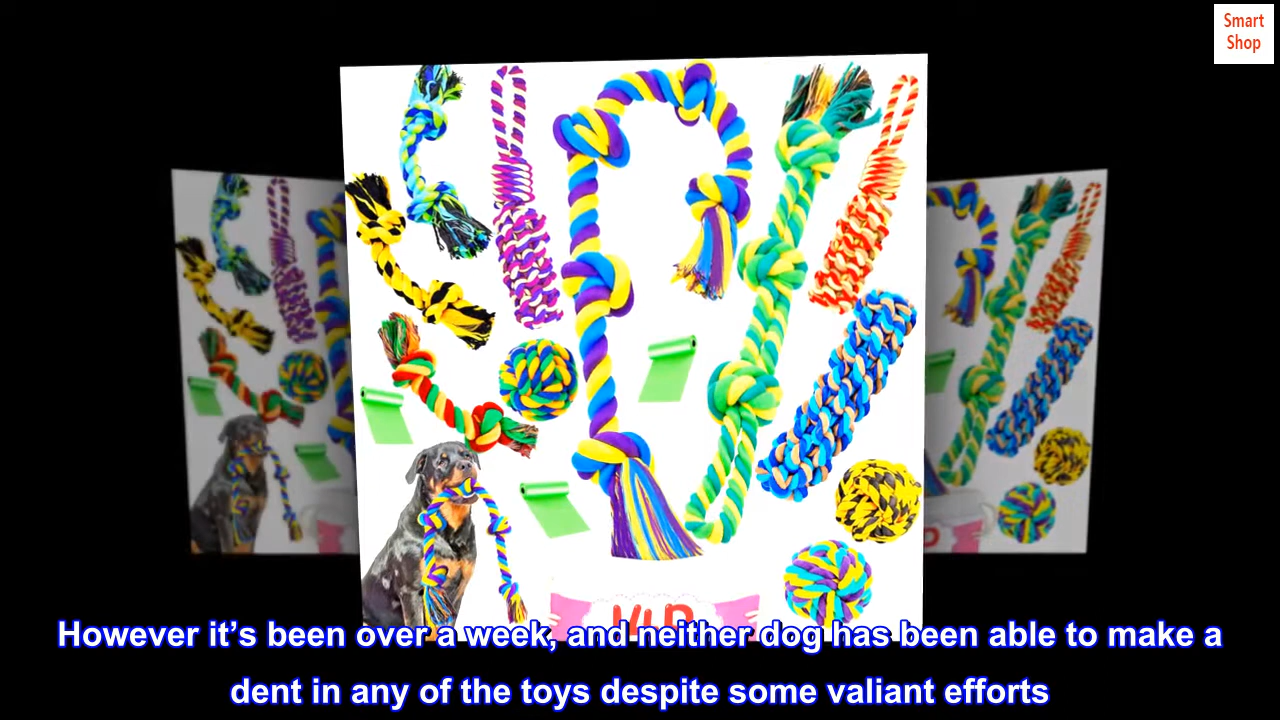 Smart
Shop
However it’s been over a week, and neither dog has been able to make a
dent in any of the toys despite some valiant efforts